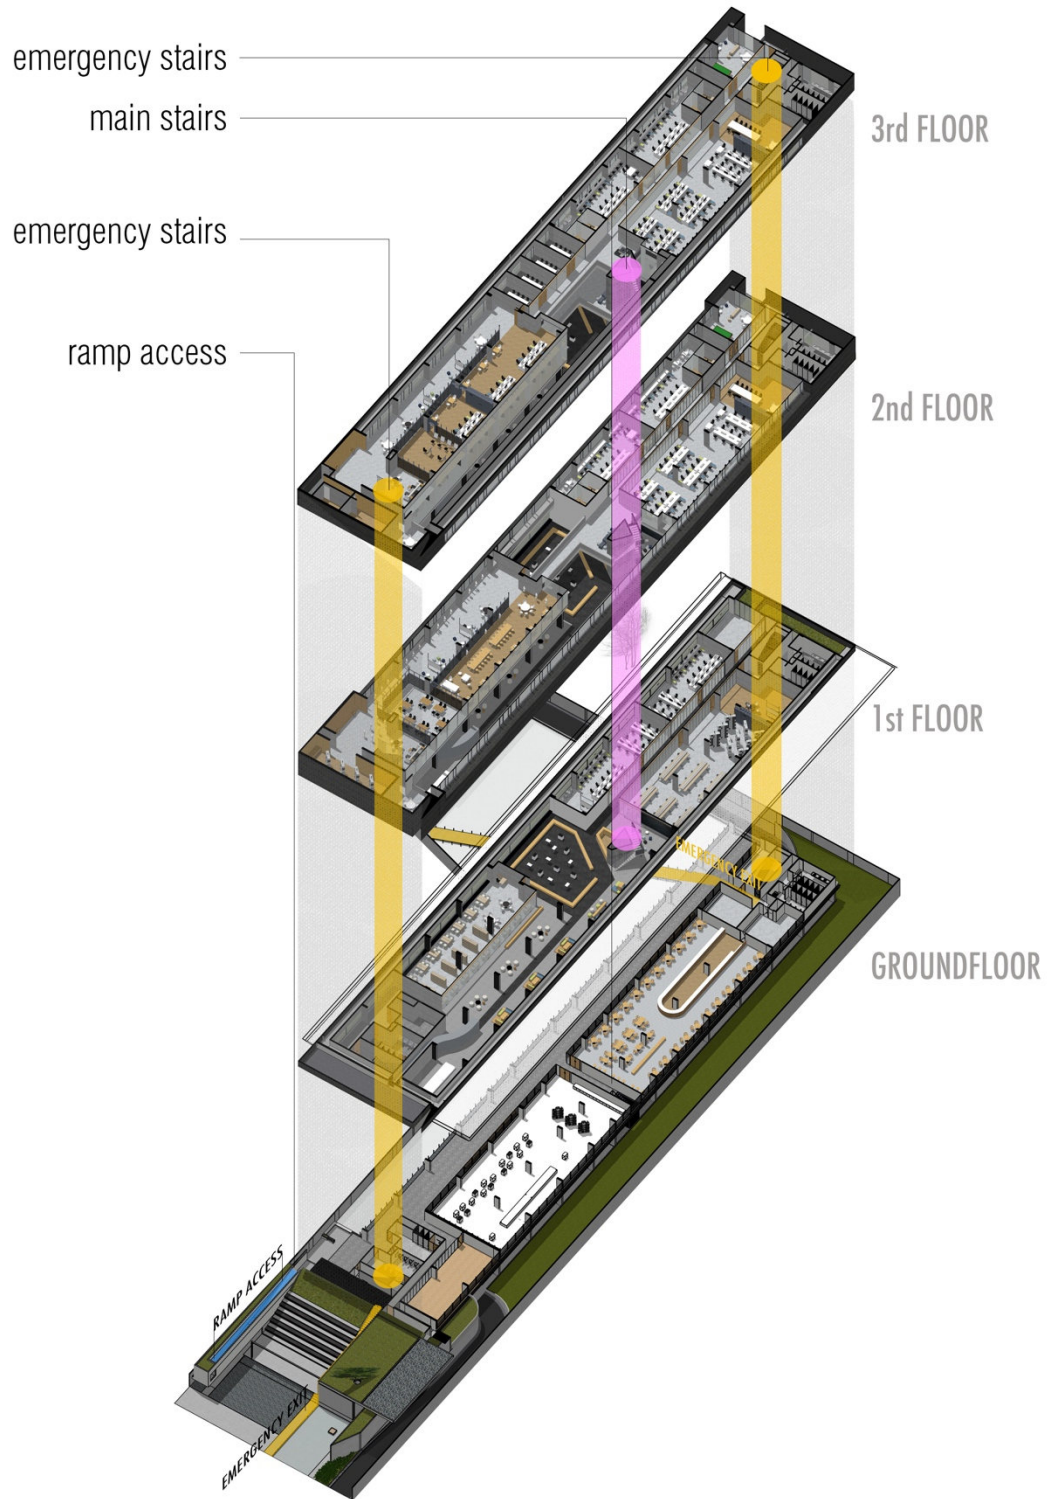 emergency stairs
main stairs
3rd FLOOR
emergency stairs
ramp access
2nd FLOOR
1st FLOOR
EMERGENCY EXIT
GROUNDFLOOR
RAMP ACCESS
EMERGENCY EXIT